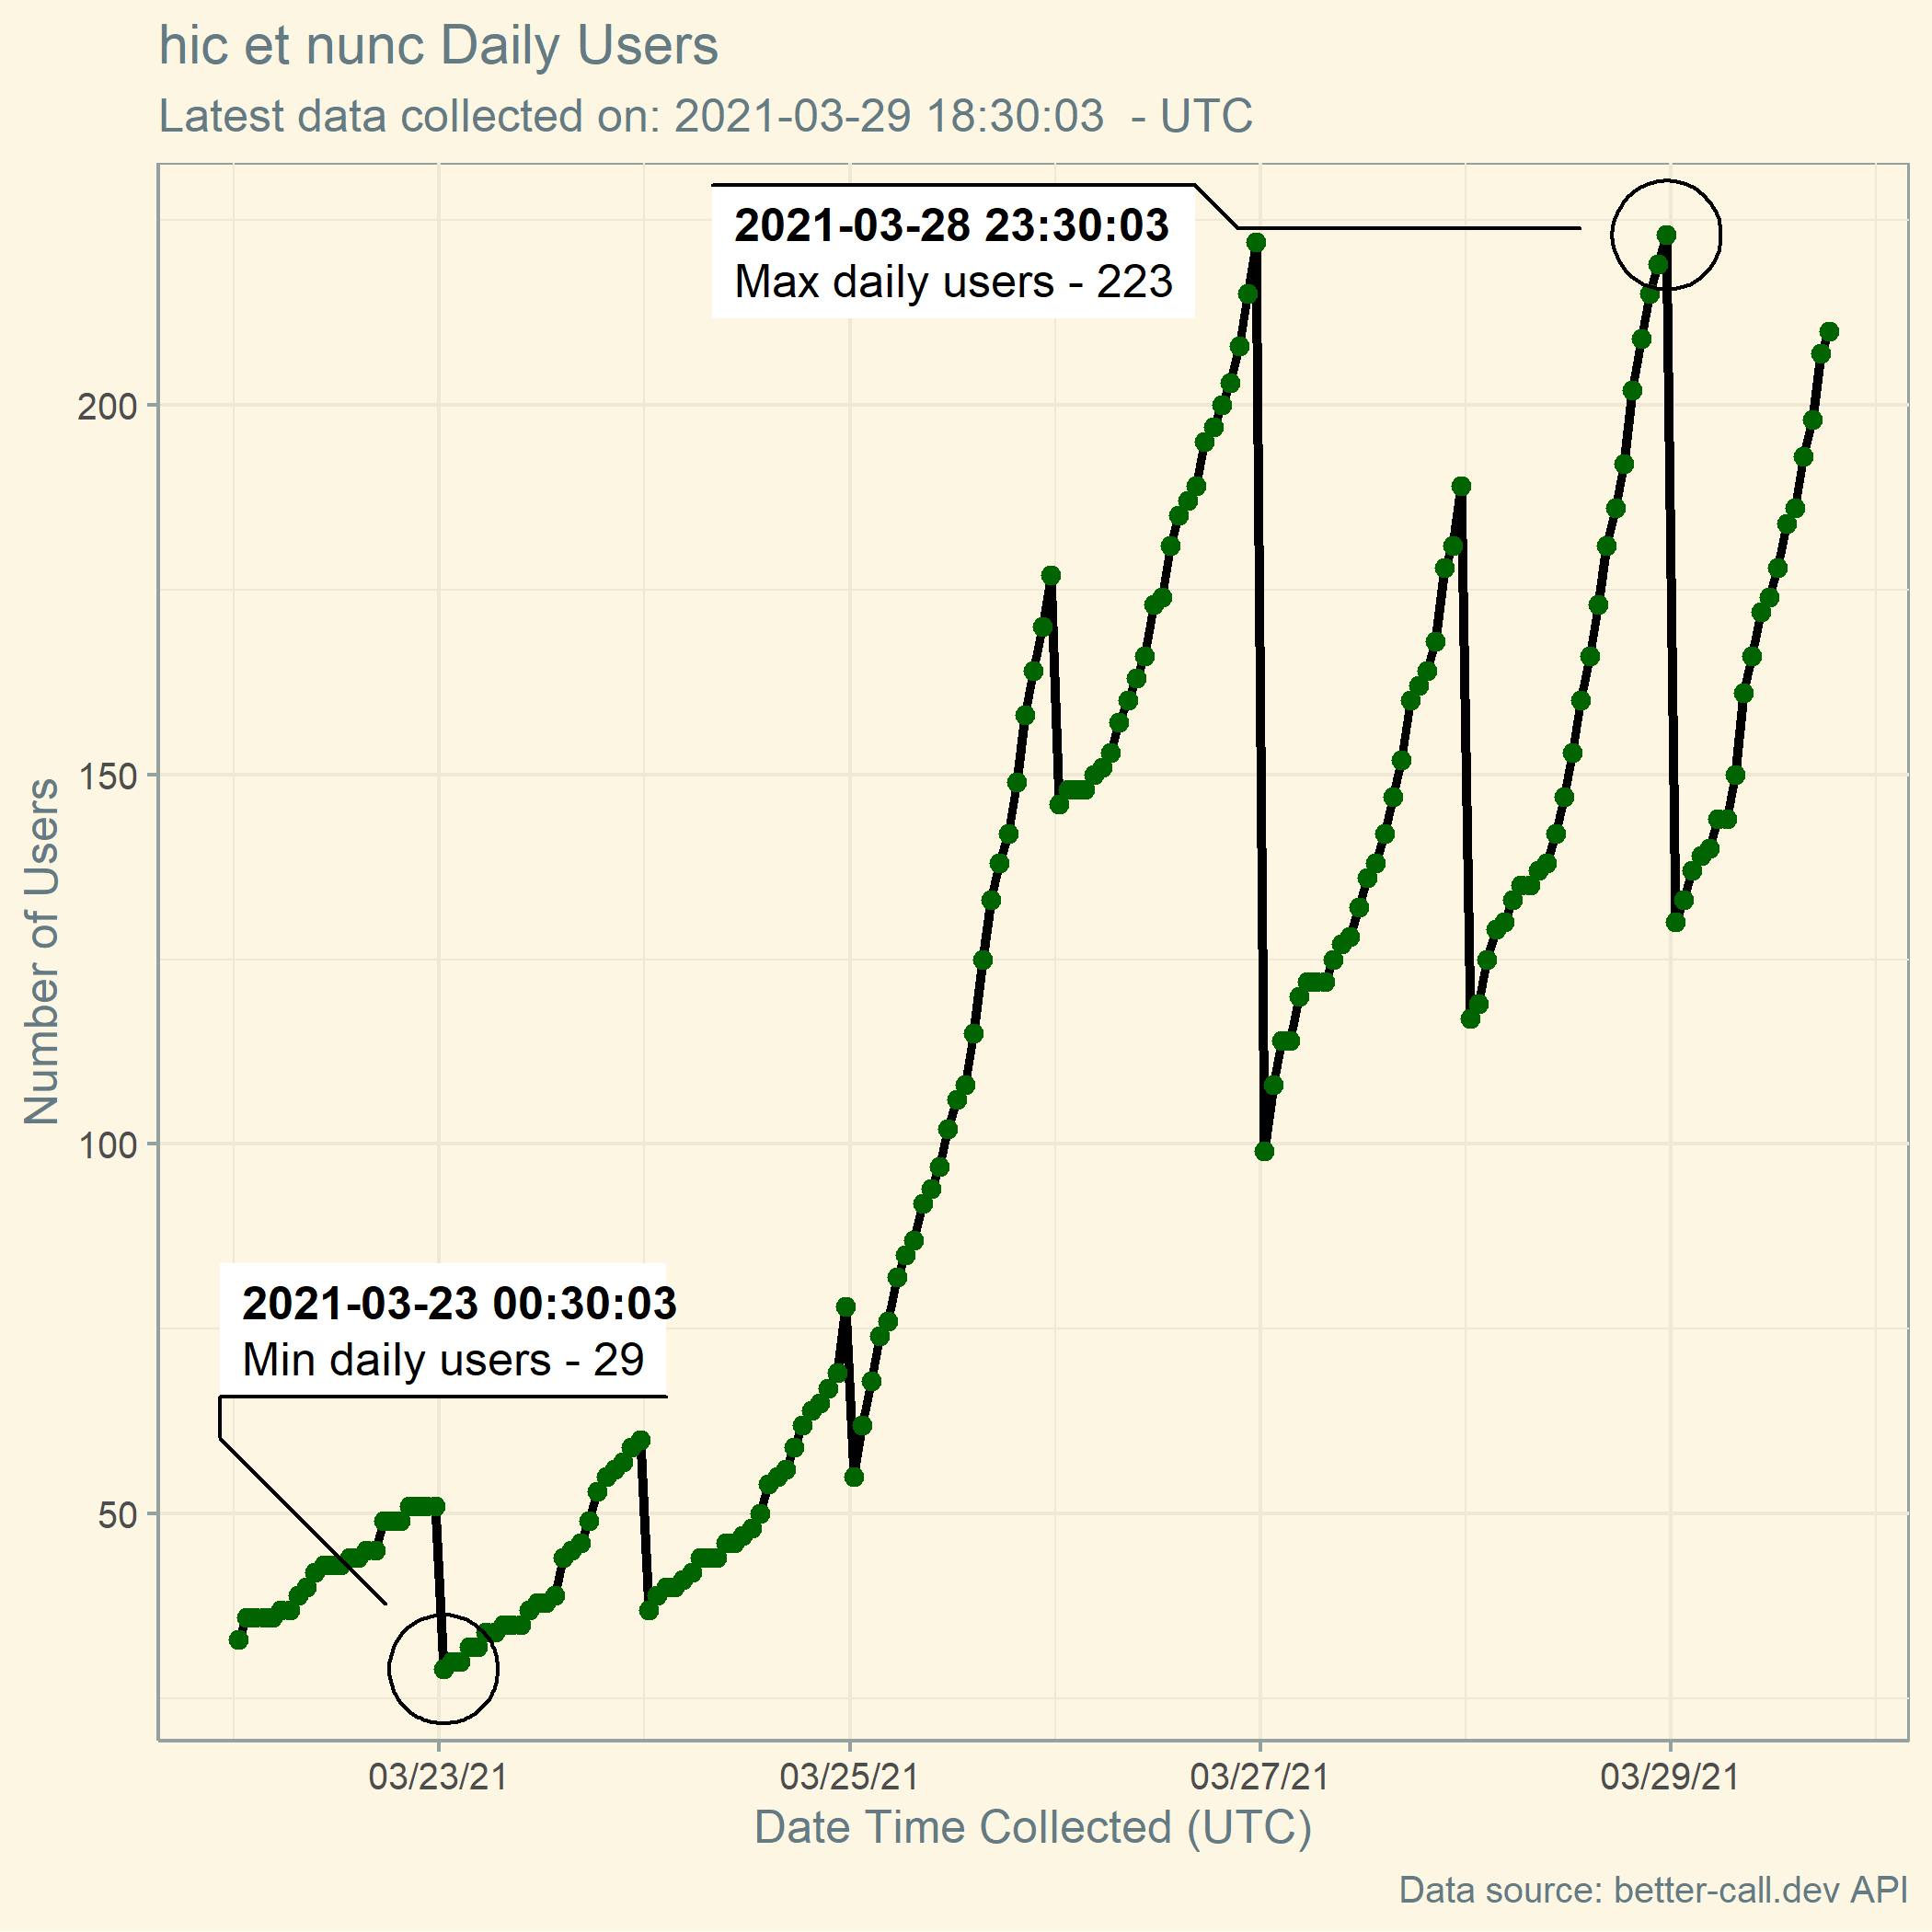 hic et nunc Daily Users
Latest data collected on: 2021-03-29 18:30:03  - UTC
2021-03-28 23:30:03
Max daily users - 223
200
150
Number of Users
100
2021-03-23 00:30:03
Min daily users - 29
50
03/23/21 03/25/21 03/27/21 03/29/21
Date Time Collected (UTC)
Data source: better-call.dev API